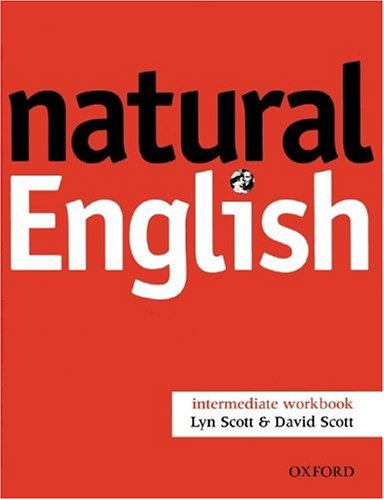 natural
English
intermediate workbook
Lyn Scott & David Scott
OXFORD